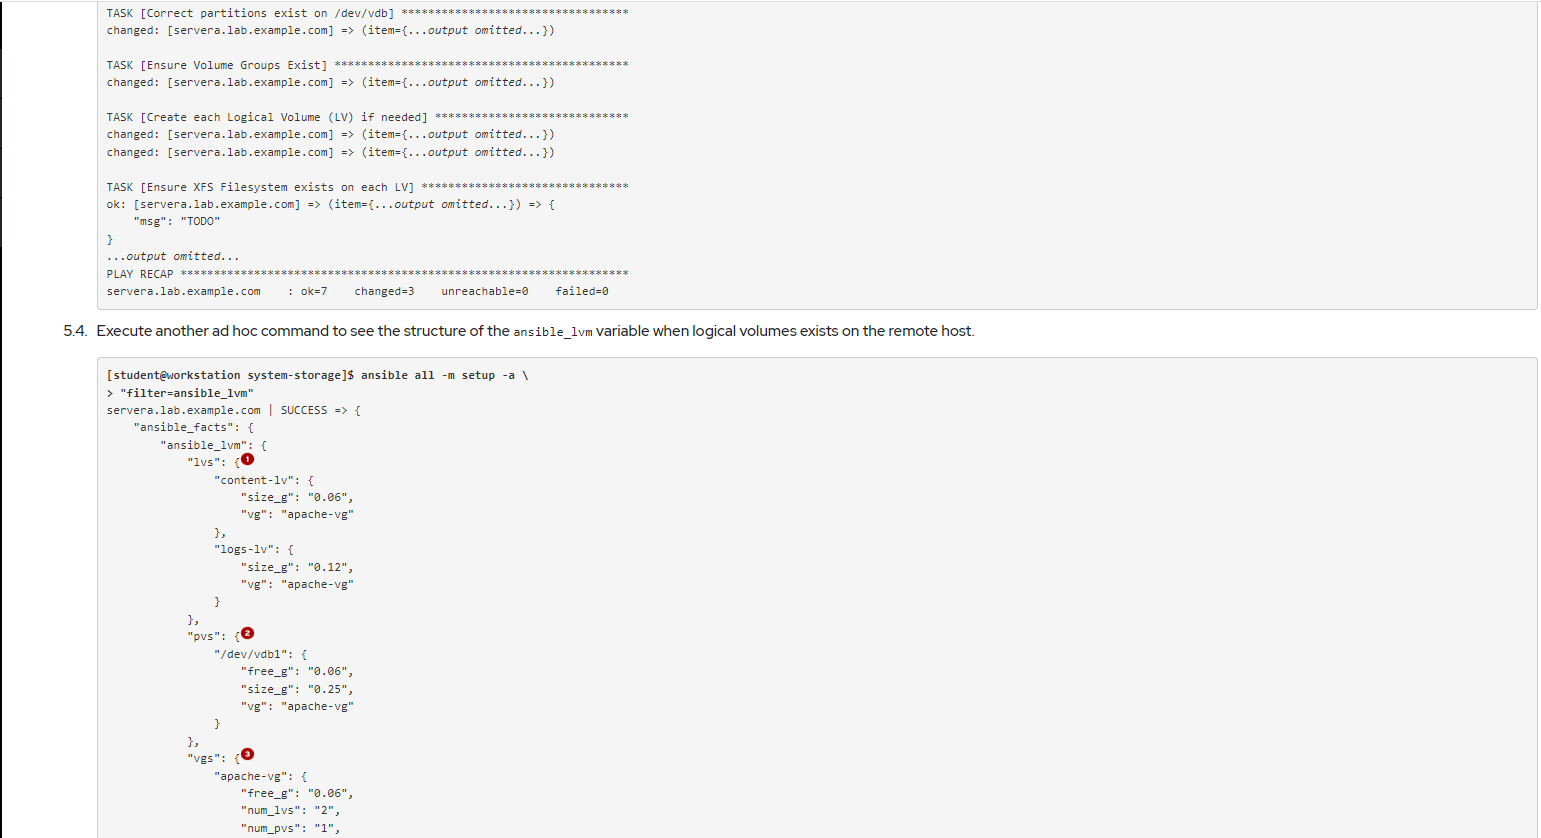 TASK [Correct partitions exist on /dev/vdb] **********************************
changed: [servera.lab.example.com] => (item={...output omitted...})
TASK [Ensure Volume Groups Exist] ********************************************
changed: [servera.lab.example.com] => (item={...output omitted...})
TASK [Create each Logical Volume (LV) if needed] *****************************
changed: [servera.lab.example.com] => (item={...output omitted...})
changed: [servera.lab.example.com] => (item={...output omitted...})
TASK [Ensure XFS Filesystem exists on each LV] *******************************
ok: [servera.lab.example.com] => (item={...output omitted...}) => {
    "msg": "TODO"
}
...output omitted...
PLAY RECAP *******************************************************************
servera.lab.example.com    : ok=7    changed=3    unreachable=0    failed=0
5.4. Execute another ad hoc command to see the structure of the ansible_lvm variable when logical volumes exists on the remote host.
[student@workstation system-storage]$ ansible all -m setup -a \
> "filter=ansible_lvm"
servera.lab.example.com | SUCCESS => {
    "ansible_facts": {
        "ansible_lvm": {
            "lvs": { 1
                "content-lv": {
                    "size_g": "0.06",
                    "vg": "apache-vg"
                },
                "logs-lv": {
                    "size_g": "0.12",
                    "vg": "apache-vg"
                }
            },
            "pvs": { 2
                "/dev/vdb1": {
                    "free_g": "0.06",
                    "size_g": "0.25",
                    "vg": "apache-vg"
                }
            },
            "vgs": { 3
                "apache-vg": {
                    "free_g": "0.06",
                    "num_lvs": "2",
                    "num_pvs": "1",